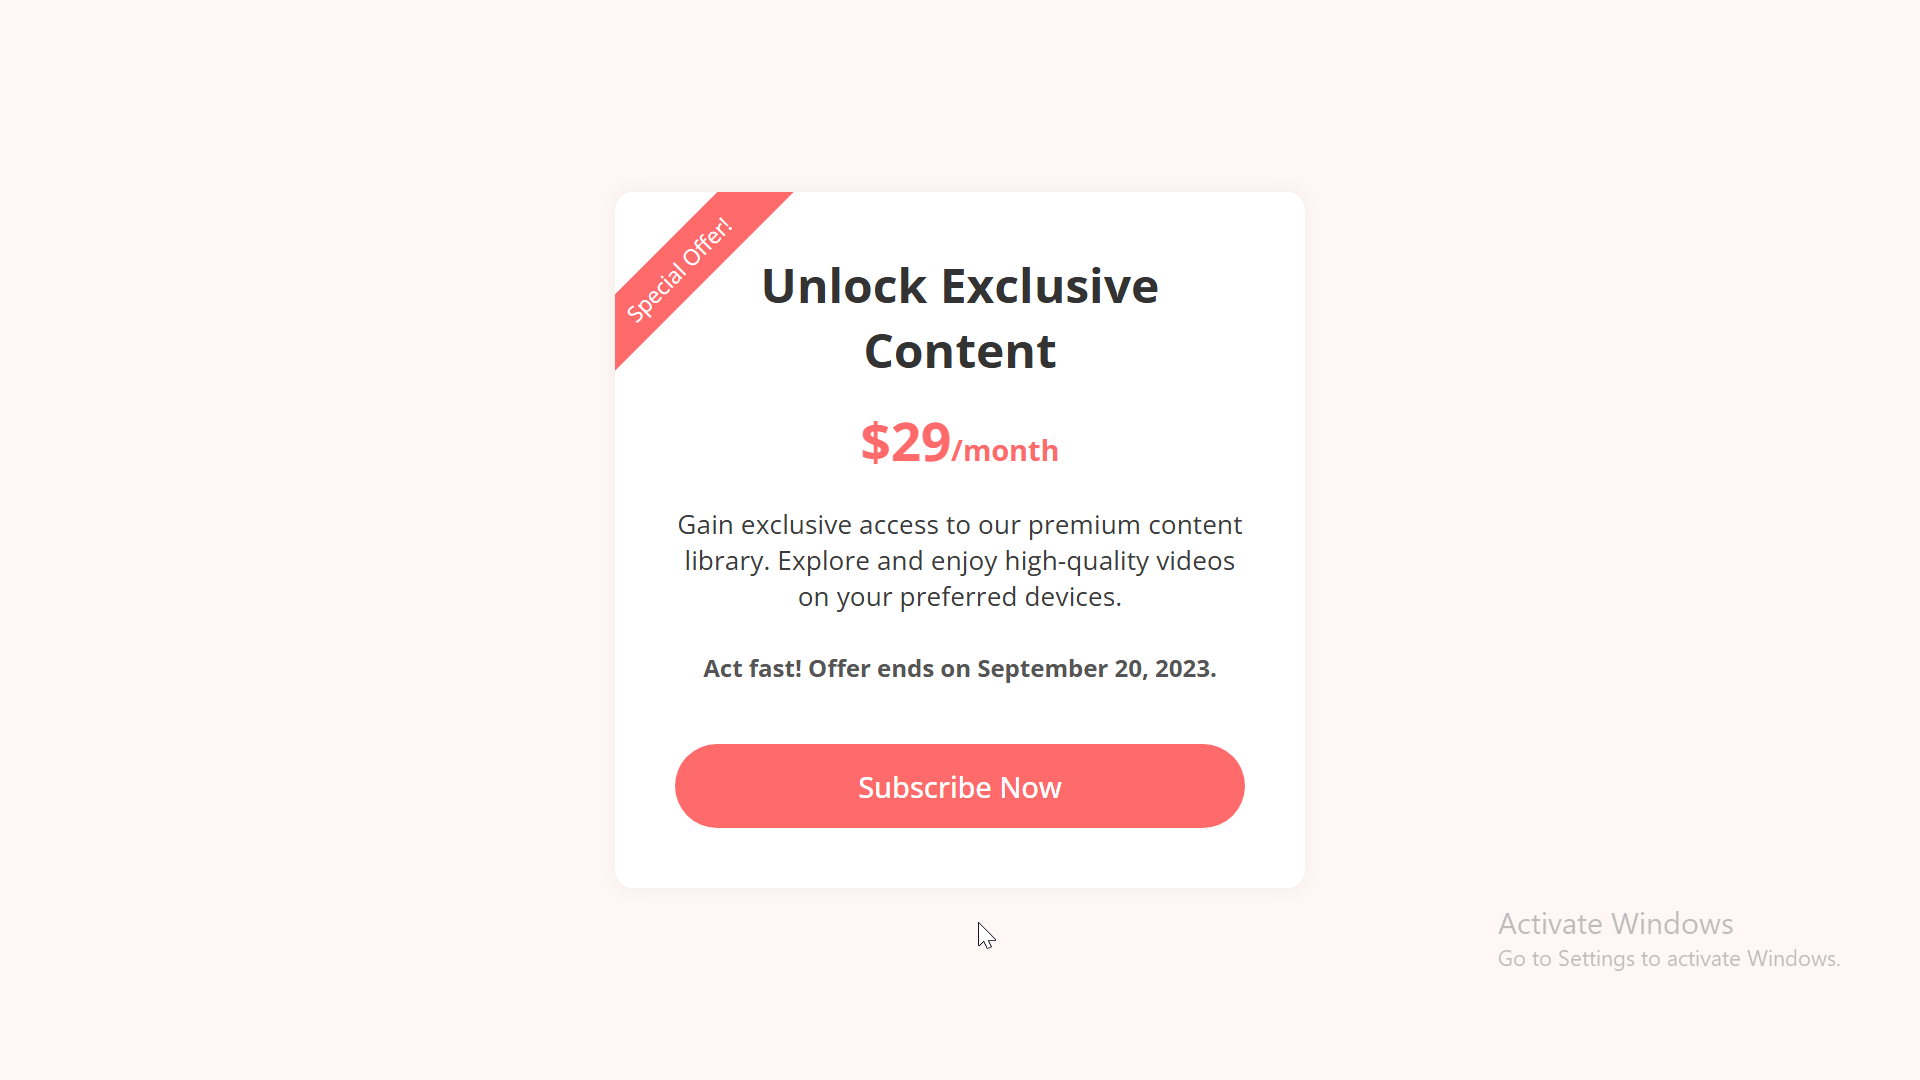 Special Offer!
Unlock Exclusive
Content
$29/month
Gain exclusive access to our premium content
library. Explore and enjoy high-quality videos
on your preferred devices.
Act fast! Offer ends on September 20, 2023.
Subscribe Now
Activate Windows
Go to Settings to activate Windows.